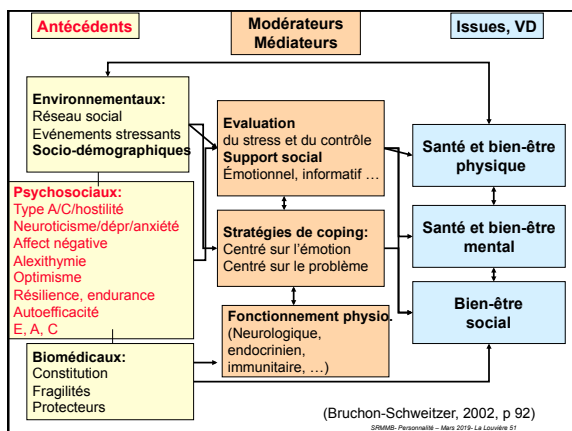 Antécédents
Modérateurs
Médiateurs
Issues, VD
Environnementaux:
Réseau social
Evénements stressants
Socio-démographiques
Psychosociaux:
Type A/C/hostilité
Neuroticisme/dépr/anxiété
Affect négative
Alexithymie
Optimisme
Résilience, endurance
Autoefficacité
E, A, C
Biomédicaux:
Constitution
Fragilités
Protecteurs
Evaluation
du stress et du contrôle
Support social
Émotionnel, informatif …
Stratégies de coping:
Centré sur l'émotion
Centré sur le problème
Fonctionnement physio.
(Neurologique,
endocrinien,
immunitaire, …)
Santé et bien-être
physique
Santé et bien-être
mental
Bien-être
social
(Bruchon-Schweitzer, 2002, p 92)
SRMMB- Personnalité – Mars 2019- La Louvière 51